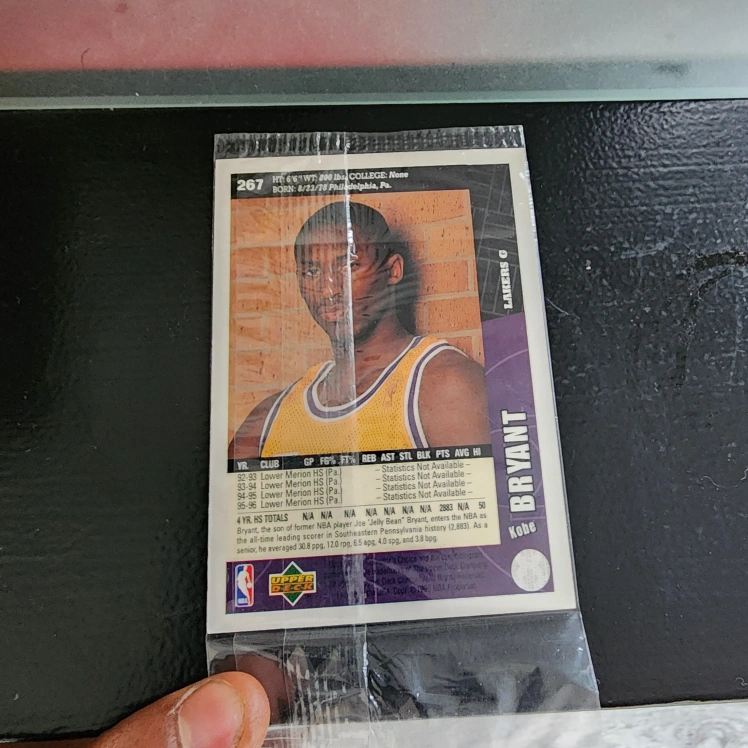 267
HT: 6'6" WT: 200 lbs. COLLEGE: None
BORN: 8/23/78 Philadelphia, Pa.
LAKERS G
Kobe BRYANT
YR. CLUB GP FG% FT% REB AST STL BLK PTS AVG HI
92-93 Lower Merion HS (Pa.) – Statistics Not Available –
93-94 Lower Merion HS (Pa.) – Statistics Not Available –
94-95 Lower Merion HS (Pa.) – Statistics Not Available –
95-96 Lower Merion HS (Pa.) – Statistics Not Available –
4 YR. HS TOTALS N/A N/A N/A N/A N/A N/A N/A 2883 N/A 50
Bryant, the son of former NBA player Joe "Jelly Bean" Bryant, enters the NBA as
the all-time leading scorer in Southeastern Pennsylvania history (2,883). As a
senior, he averaged 30.8 ppg, 12.0 rpg, 6.5 apg, 4.0 spg, and 3.8 bpg.
NBA
UPPER
DECK